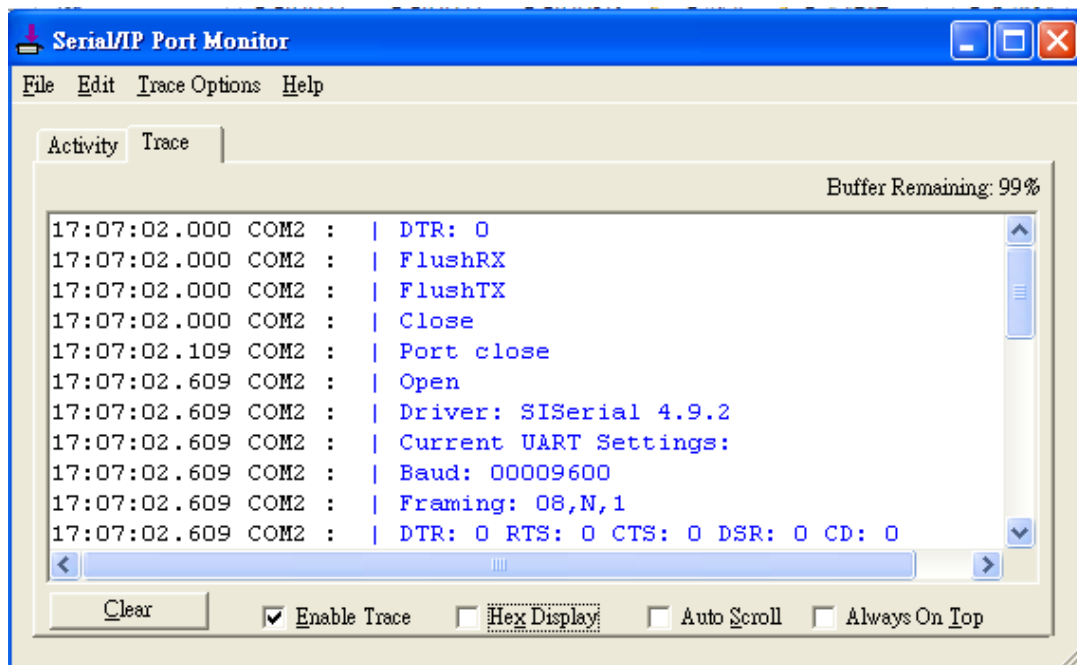 Serial/IP Port Monitor
File Edit Trace Options Help
Activity Trace
Buffer Remaining: 99%
17:07:02.000 COM2 : | DTR: 0
17:07:02.000 COM2 : | FlushRX
17:07:02.000 COM2 : | FlushTX
17:07:02.000 COM2 : | Close
17:07:02.109 COM2 : | Port close
17:07:02.609 COM2 : | Open
17:07:02.609 COM2 : | Driver: SISerial 4.9.2
17:07:02.609 COM2 : | Current UART Settings:
17:07:02.609 COM2 : | Baud: 00009600
17:07:02.609 COM2 : | Framing: 08,N,1
17:07:02.609 COM2 : | DTR: 0 RTS: 0 CTS: 0 DSR: 0 CD: 0
Clear Enable Trace Hex Display Auto Scroll Always On Top